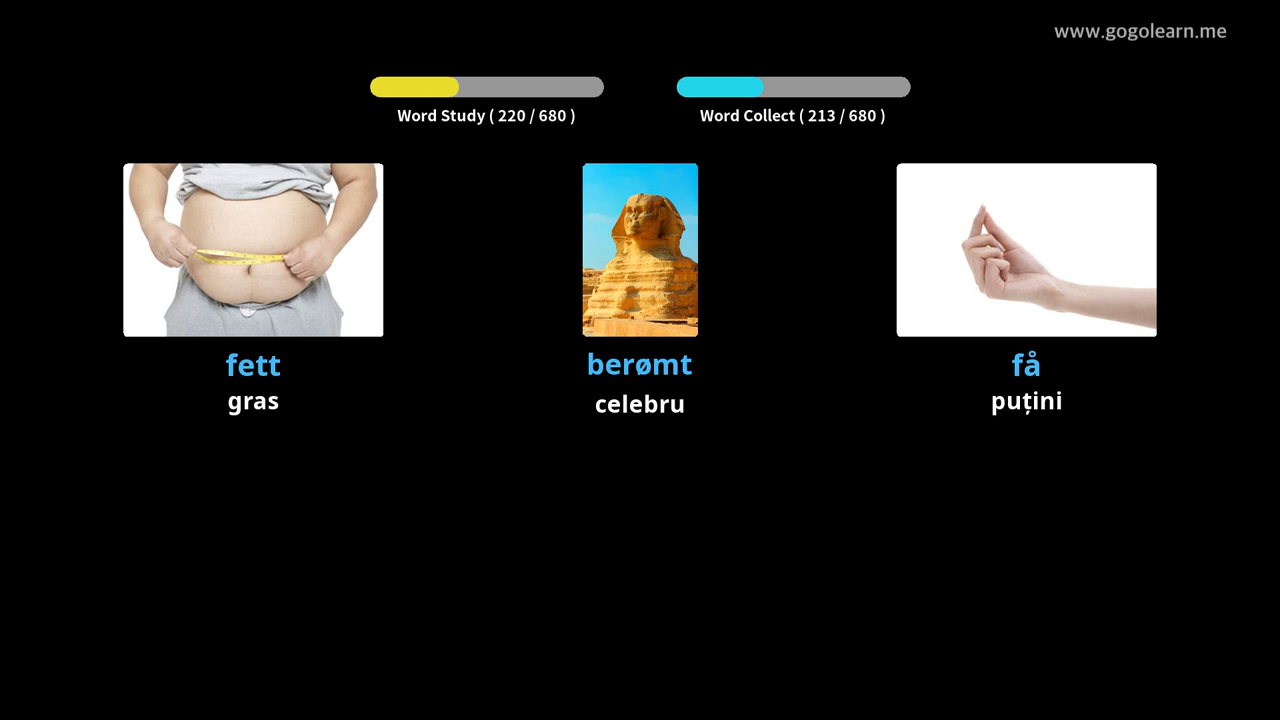 www.gogolearn.me
Word Study ( 220 / 680 )
Word Collect ( 213 / 680 )
fett
berømt
få
gras
celebru
puțini